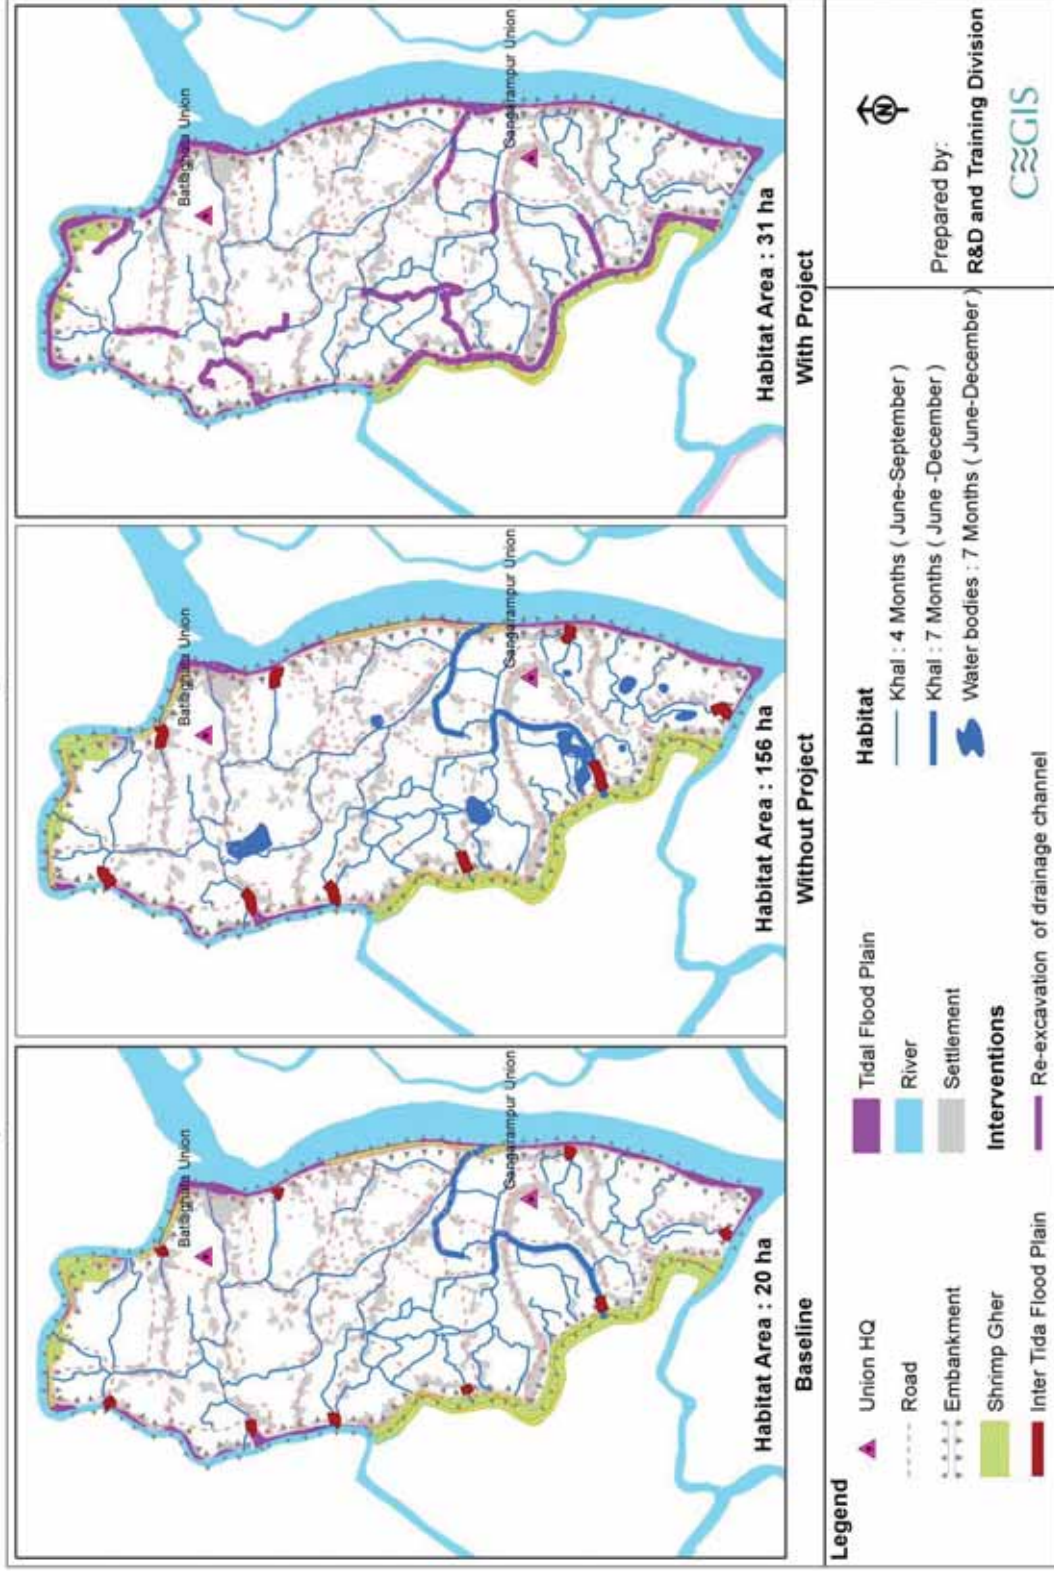 Batiaghata Union
Gangarampur Union
Habitat Area : 20 ha
Baseline
Batiaghata Union
Gangarampur Union
Habitat Area : 156 ha
Without Project
Batiaghata Union
Gangarampur Union
Habitat Area : 31 ha
With Project
Legend
Union HQ
Road
Embankment
Shrimp Gher
Inter Tida Flood Plain
Tidal Flood Plain
River
Settlement
Interventions
Re-excavation of drainage channel
Habitat
Khal : 4 Months ( June-September )
Khal : 7 Months ( June -December )
Water bodies : 7 Months ( June-December )
N
Prepared by:
R&D and Training Division
CEGIS